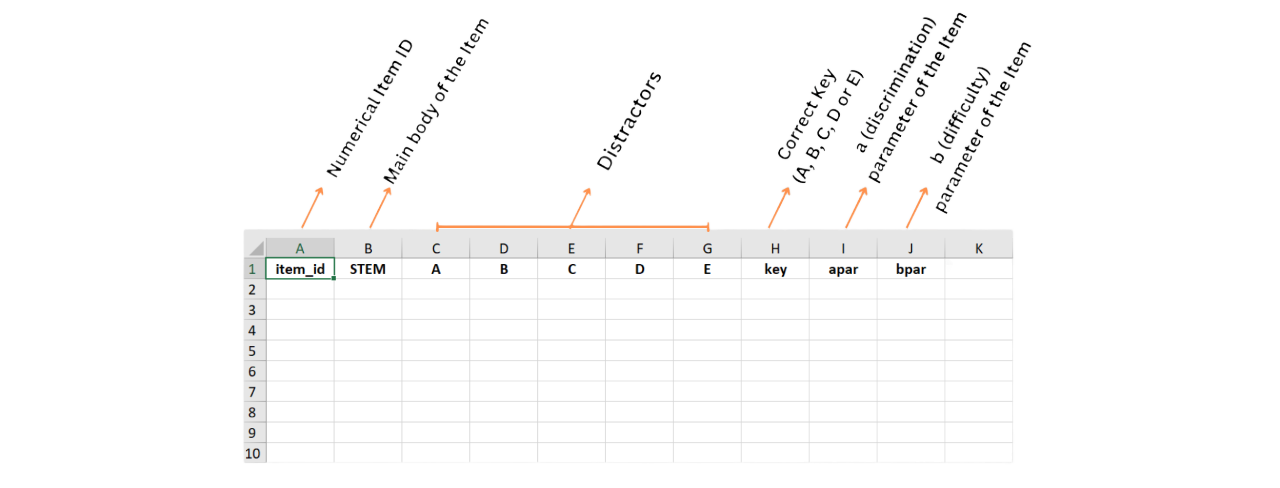 Numerical Item ID
Main body of the Item
Distractors
Correct Key
(A, B, C, D or E)
a (discrimination)
parameter of the Item
b (difficulty)
parameter of the Item
A B C D E F G H I J K
1 item_id STEM A B C D E key apar bpar
2
3
4
5
6
7
8
9
10